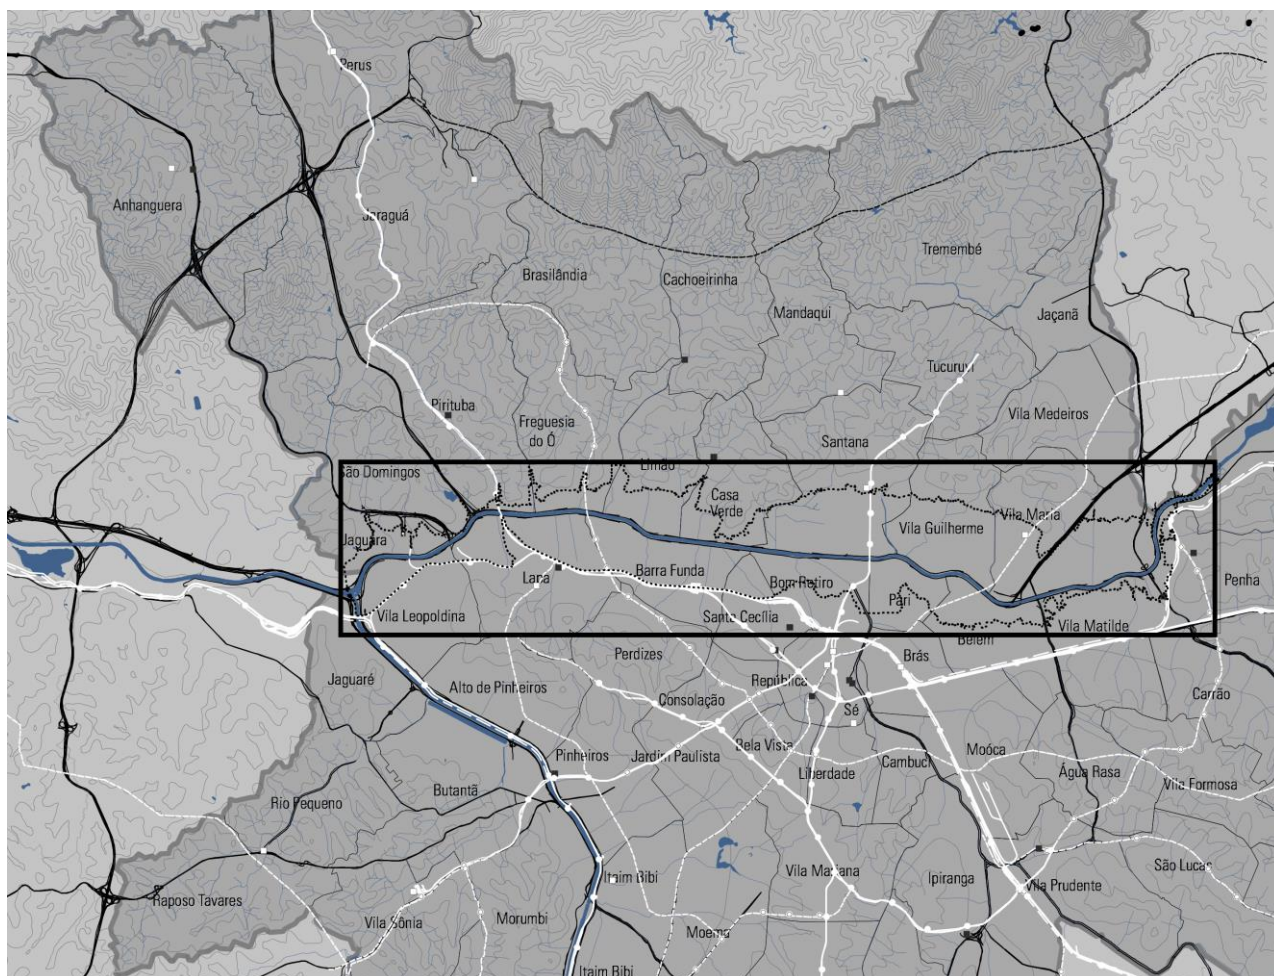 Perus
Anhanguera
Jaraguá
Tremembé
Brasilândia
Cachoeirinha
Mandaqui
Jaçanã
Tucuruvi
Pirituba
Vila Medeiros
Freguesia
do Ó
Santana
Limão
São Domingos
Casa
Verde
Vila Maria
Vila Guilherme
Jaguara
Barra Funda
Lapa
Bom Retiro
Penha
Pari
Vila Leopoldina
Santa Cecília
Vila Matilde
Belém
Brás
Perdizes
Jaguaré
República
Alto de Pinheiros
Consolação
Carrão
Sé
Bela Vista
Moóca
Pinheiros
Jardim Paulista
Cambuci
Liberdade
Água Rasa
Vila Formosa
Butantã
Rio Pequeno
São Lucas
Vila Mariana
Itaim Bibi
Ipiranga
Vila Prudente
Raposo Tavares
Vila Sônia
Morumbi
Moema
Itaim Bibi